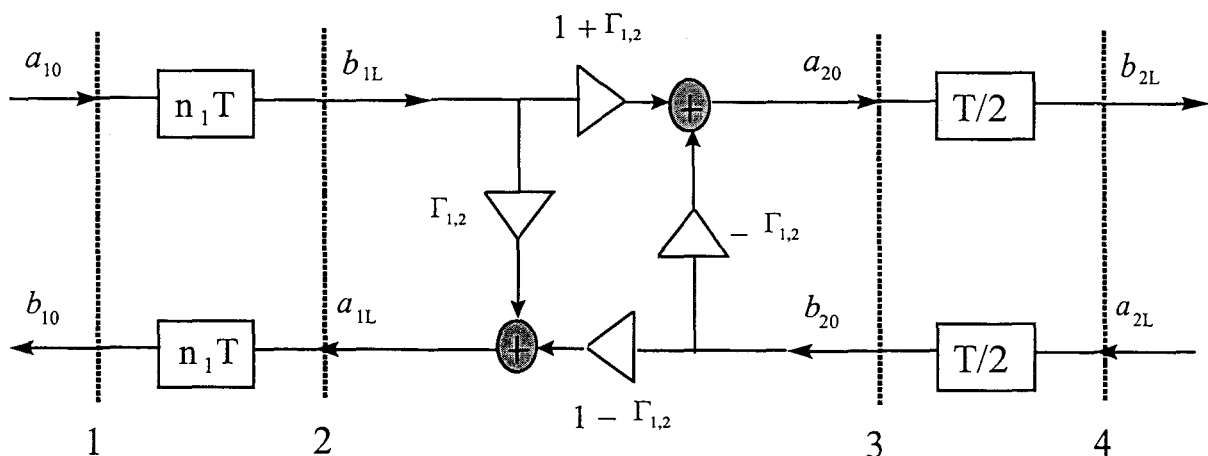 1 + Γ₁,₂
a₁₀
n₁T
b₁L
a₂₀
T/2
b₂L
Γ₁,₂
− Γ₁,₂
b₁₀
n₁T
a₁L
b₂₀
T/2
a₂L
1 − Γ₁,₂
1
2
3
4
+
+